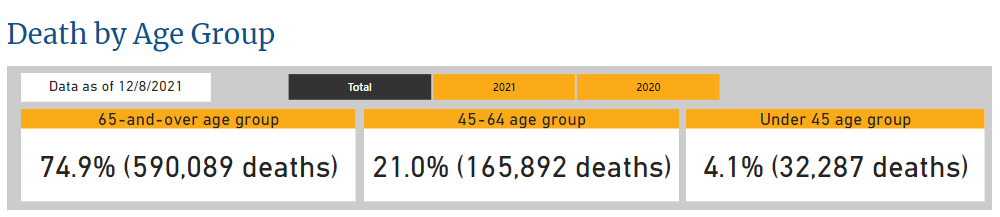 Death by Age Group
Data as of 12/8/2021
Total 2021 2020
65-and-over age group 45-64 age group Under 45 age group
74.9% (590,089 deaths) 21.0% (165,892 deaths) 4.1% (32,287 deaths)